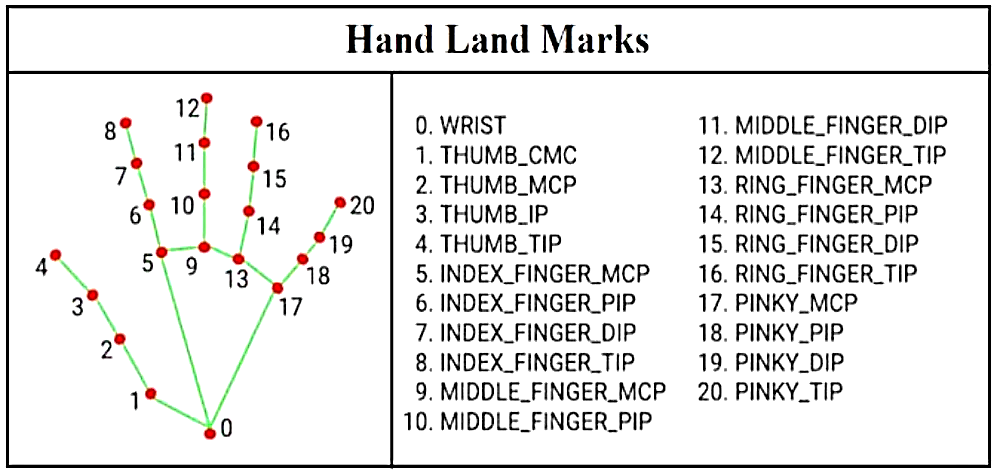 Hand Land Marks
12
8
16
11
7
15
10
6
20
14
19
5
9
13
18
4
17
3
2
1
0
0. WRIST
1. THUMB_CMC
2. THUMB_MCP
3. THUMB_IP
4. THUMB_TIP
5. INDEX_FINGER_MCP
6. INDEX_FINGER_PIP
7. INDEX_FINGER_DIP
8. INDEX_FINGER_TIP
9. MIDDLE_FINGER_MCP
10. MIDDLE_FINGER_PIP
11. MIDDLE_FINGER_DIP
12. MIDDLE_FINGER_TIP
13. RING_FINGER_MCP
14. RING_FINGER_PIP
15. RING_FINGER_DIP
16. RING_FINGER_TIP
17. PINKY_MCP
18. PINKY_PIP
19. PINKY_DIP
20. PINKY_TIP